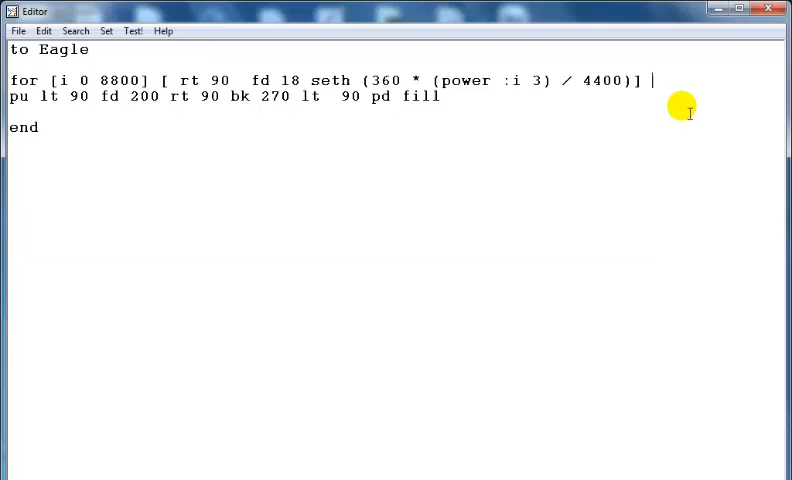 Editor
File Edit Search Set Test! Help
to Eagle
for [i 0 8800] [ rt 90  fd 18 seth (360 * (power :i 3) / 4400)]
pu lt 90 fd 200 rt 90 bk 270 lt  90 pd fill
end